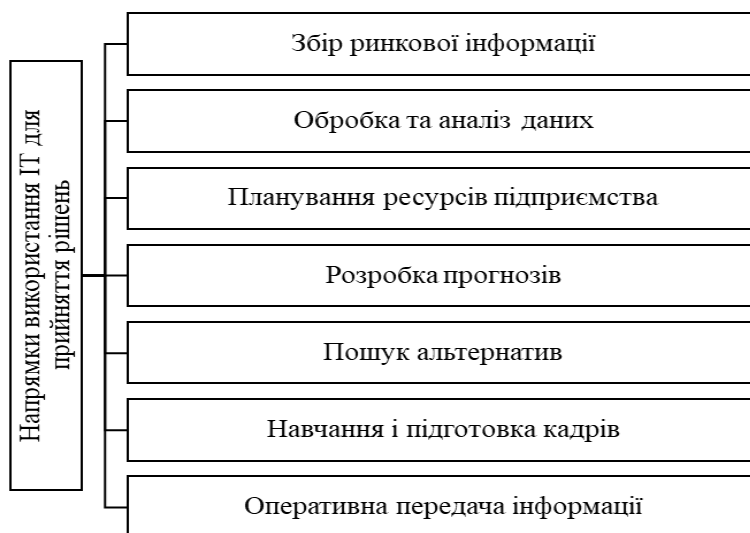 Напрямки використання ІТ для
прийняття рішень
Збір ринкової інформації
Обробка та аналіз даних
Планування ресурсів підприємства
Розробка прогнозів
Пошук альтернатив
Навчання і підготовка кадрів
Оперативна передача інформації